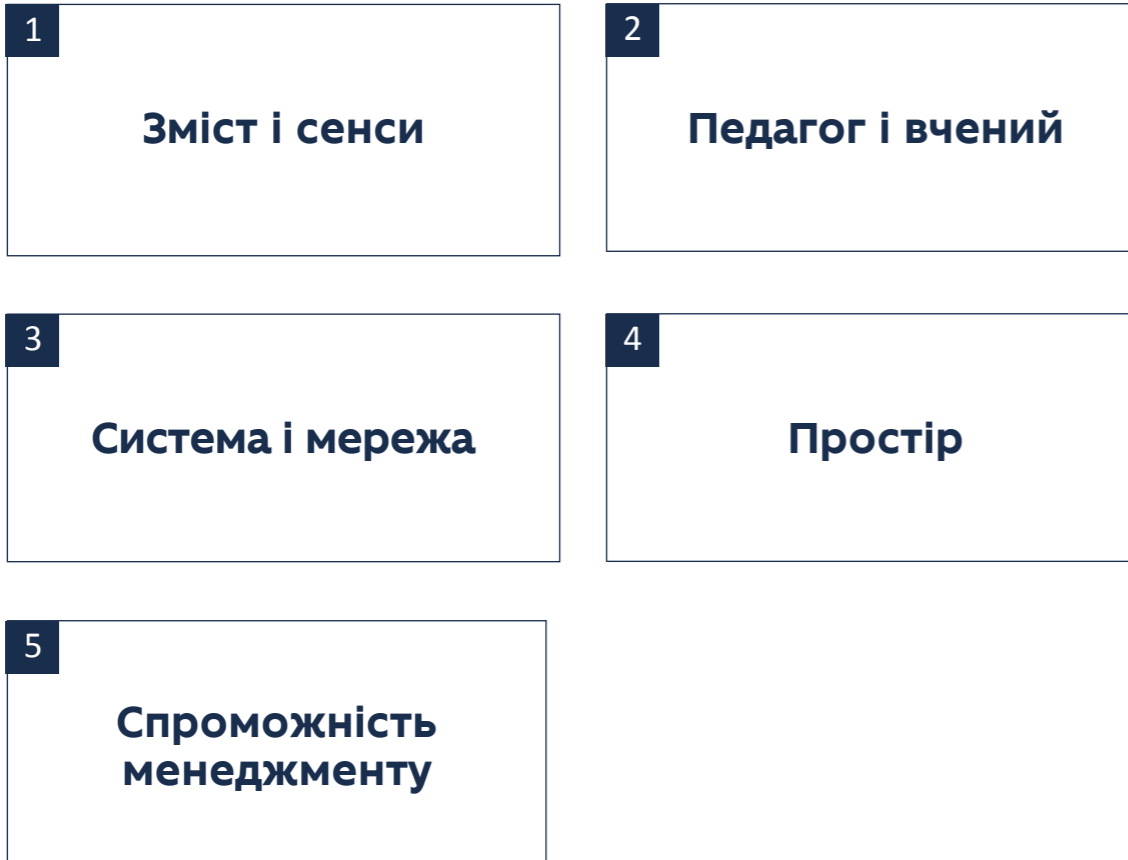 1
Зміст і сенси
2
Педагог і вчений
3
Система і мережа
4
Простір
5
Спроможність
менеджменту